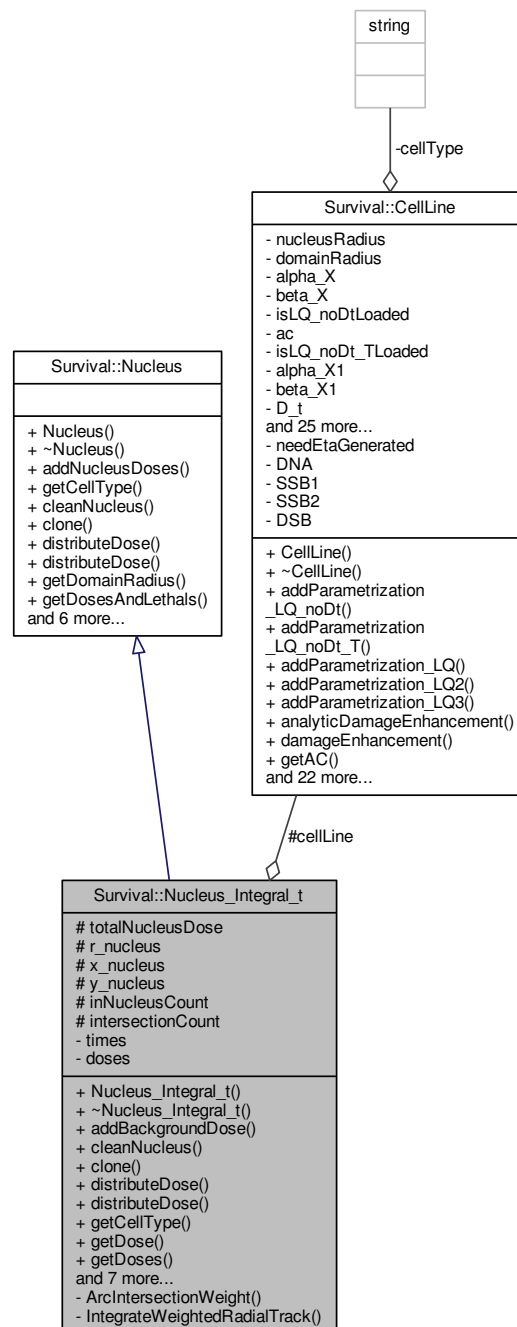 string
-cellType
Survival::CellLine
- nucleusRadius
- domainRadius
- alpha_X
- beta_X
- isLQ_noDtLoaded
- ac
- isLQ_noDt_TLoaded
- alpha_X1
- beta_X1
- D_t
and 25 more...
- needEtaGenerated
- DNA
- SSB1
- SSB2
- DSB
+ CellLine()
+ ~CellLine()
+ addParametrization
_LQ_noDt()
+ addParametrization
_LQ_noDt_T()
+ addParametrization_LQ()
+ addParametrization_LQ2()
+ addParametrization_LQ3()
+ analyticDamageEnhancement()
+ damageEnhancement()
+ getAC()
and 22 more...
Survival::Nucleus
+ Nucleus()
+ ~Nucleus()
+ addNucleusDoses()
+ getCellType()
+ cleanNucleus()
+ clone()
+ distributeDose()
+ distributeDose()
+ getDomainRadius()
+ getDosesAndLethals()
and 6 more...
#cellLine
Survival::Nucleus_Integral_t
# totalNucleusDose
# r_nucleus
# x_nucleus
# y_nucleus
# inNucleusCount
# intersectionCount
- times
- doses
+ Nucleus_Integral_t()
+ ~Nucleus_Integral_t()
+ addBackgroundDose()
+ cleanNucleus()
+ clone()
+ distributeDose()
+ distributeDose()
+ getCellType()
+ getDose()
+ getDoses()
and 7 more...
- ArcIntersectionWeight()
- IntegrateWeightedRadialTrack()